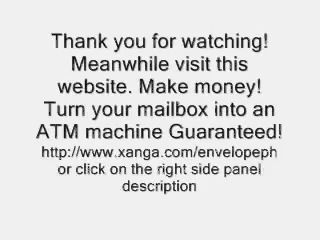 Thank you for watching!
Meanwhile visit this
website. Make money!
Turn your mailbox into an
ATM machine Guaranteed!
http://www.xanga.com/envelopeph
or click on the right side panel
description